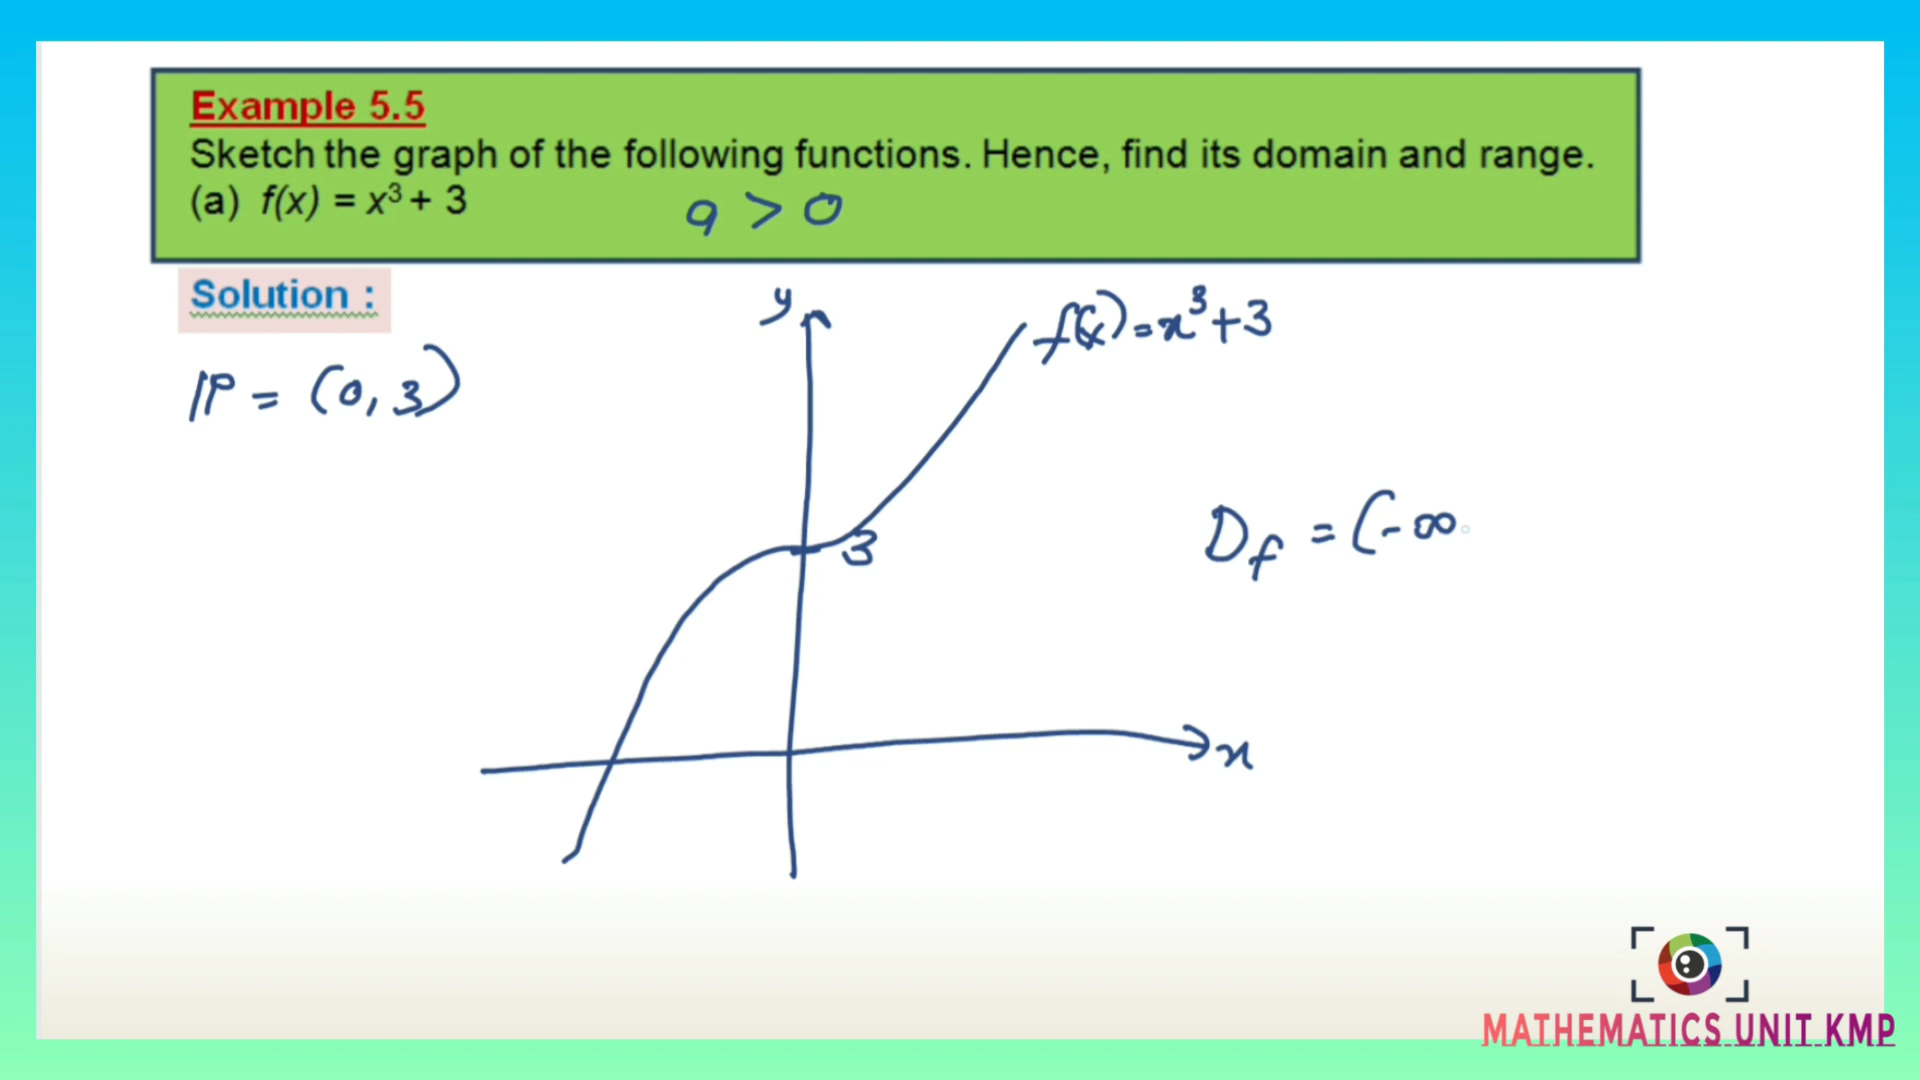 Example 5.5
Sketch the graph of the following functions. Hence, find its domain and range.
(a) f(x) = x³ + 3
a > 0
Solution :
y
f(x) = x³ + 3
IP = (0, 3)
D_f = (-∞
3
x
MATHEMATICS UNIT KMP